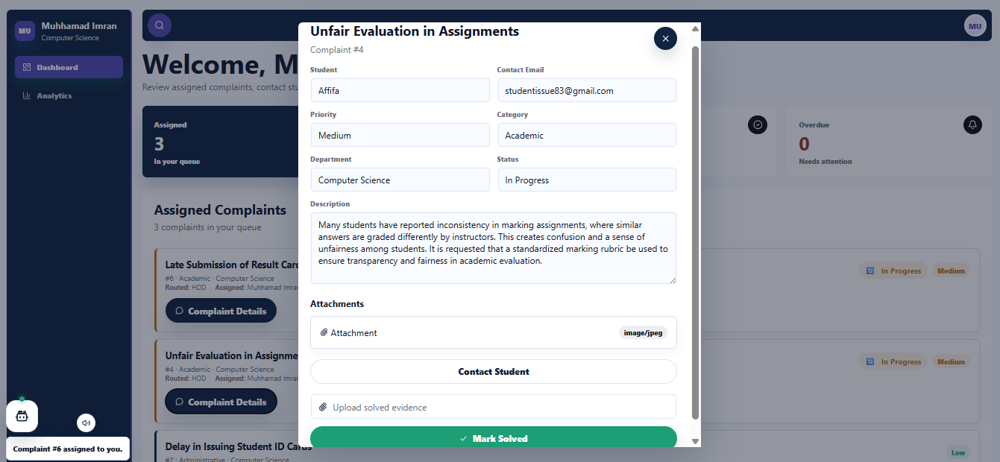 MU
Muhhamad Imran
Computer Science
Dashboard
Analytics
MU
Welcome, M
Review assigned complaints, contact stu
Assigned
3
In your queue
Overdue
0
Needs attention
Assigned Complaints
3 complaints in your queue
Late Submission of Result Card
#6 · Academic · Computer Science
Routed: HOD Assigned: Muhhamad Imran
Complaint Details
In Progress
Medium
Unfair Evaluation in Assignme
#4 · Academic · Computer Science
Routed: HOD Assigned: Muhhamad Imran
Complaint Details
In Progress
Medium
Delay in Issuing Student ID Cards
#2 · Administrative · Computer Science
Low
Complaint #6 assigned to you.
Unfair Evaluation in Assignments
Complaint #4
Student
Contact Email
Affifa
studentissue83@gmail.com
Priority
Category
Medium
Academic
Department
Status
Computer Science
In Progress
Description
Many students have reported inconsistency in marking assignments, where similar
answers are graded differently by instructors. This creates confusion and a sense of
unfairness among students. It is requested that a standardized marking rubric be used to
ensure transparency and fairness in academic evaluation.
Attachments
Attachment
image/jpeg
Contact Student
Upload solved evidence
Mark Solved